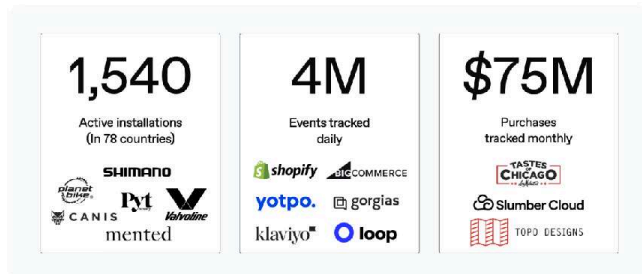 1,540
Active installations
(In 78 countries)
SHIMANO
planet
bike
Pyt
Valvoline
CANIS
mented
4M
Events tracked
daily
shopify
BIGCOMMERCE
yotpo.
gorgias
klaviyo
loop
$75M
Purchases
tracked monthly
TASTES
OF
CHICAGO
Slumber Cloud
TOPO DESIGNS